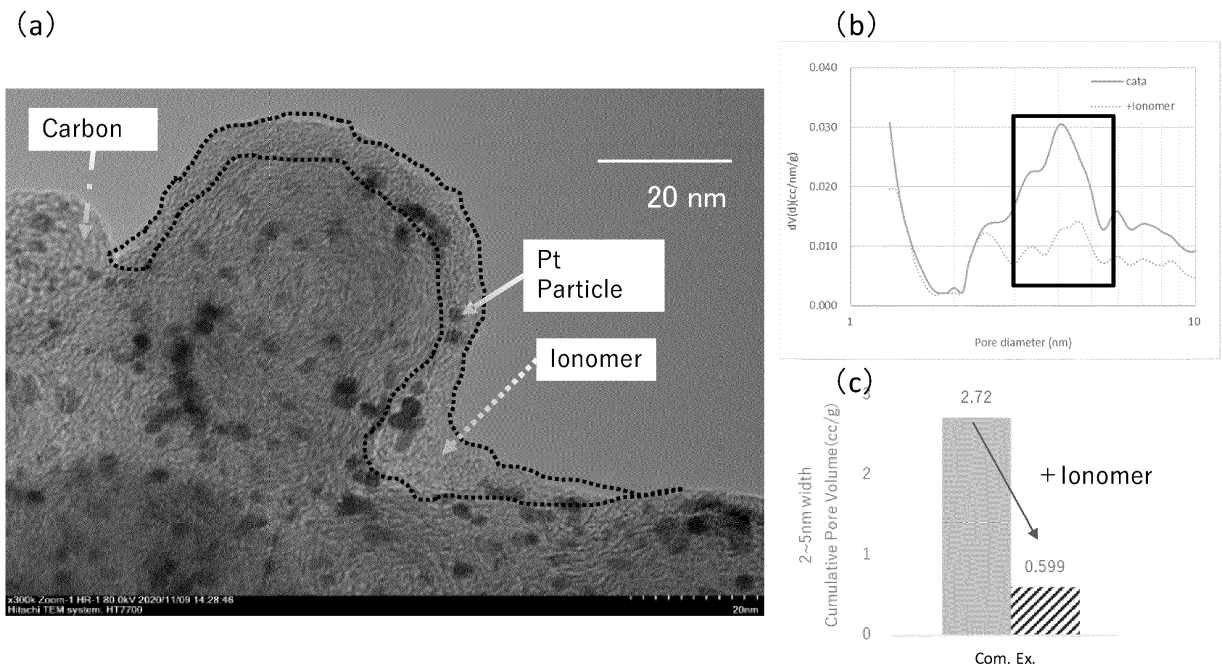 (a)
Carbon
20 nm
Pt
Particle
Ionomer
x300k Zoom-1 HR-1 80.0kV 2020/11/09 14:28:46
Hitachi TEM system. HT7700
20nm
(b)
0.040
0.030
0.020
0.010
0.000
dV(d)(cc/nm/g)
cata
+Ionomer
1
10
Pore diameter (nm)
(c)
3
2
1
0
2~5nm width
Cumulative Pore Volume(cc/g)
2.72
+ Ionomer
0.599
Com. Ex.